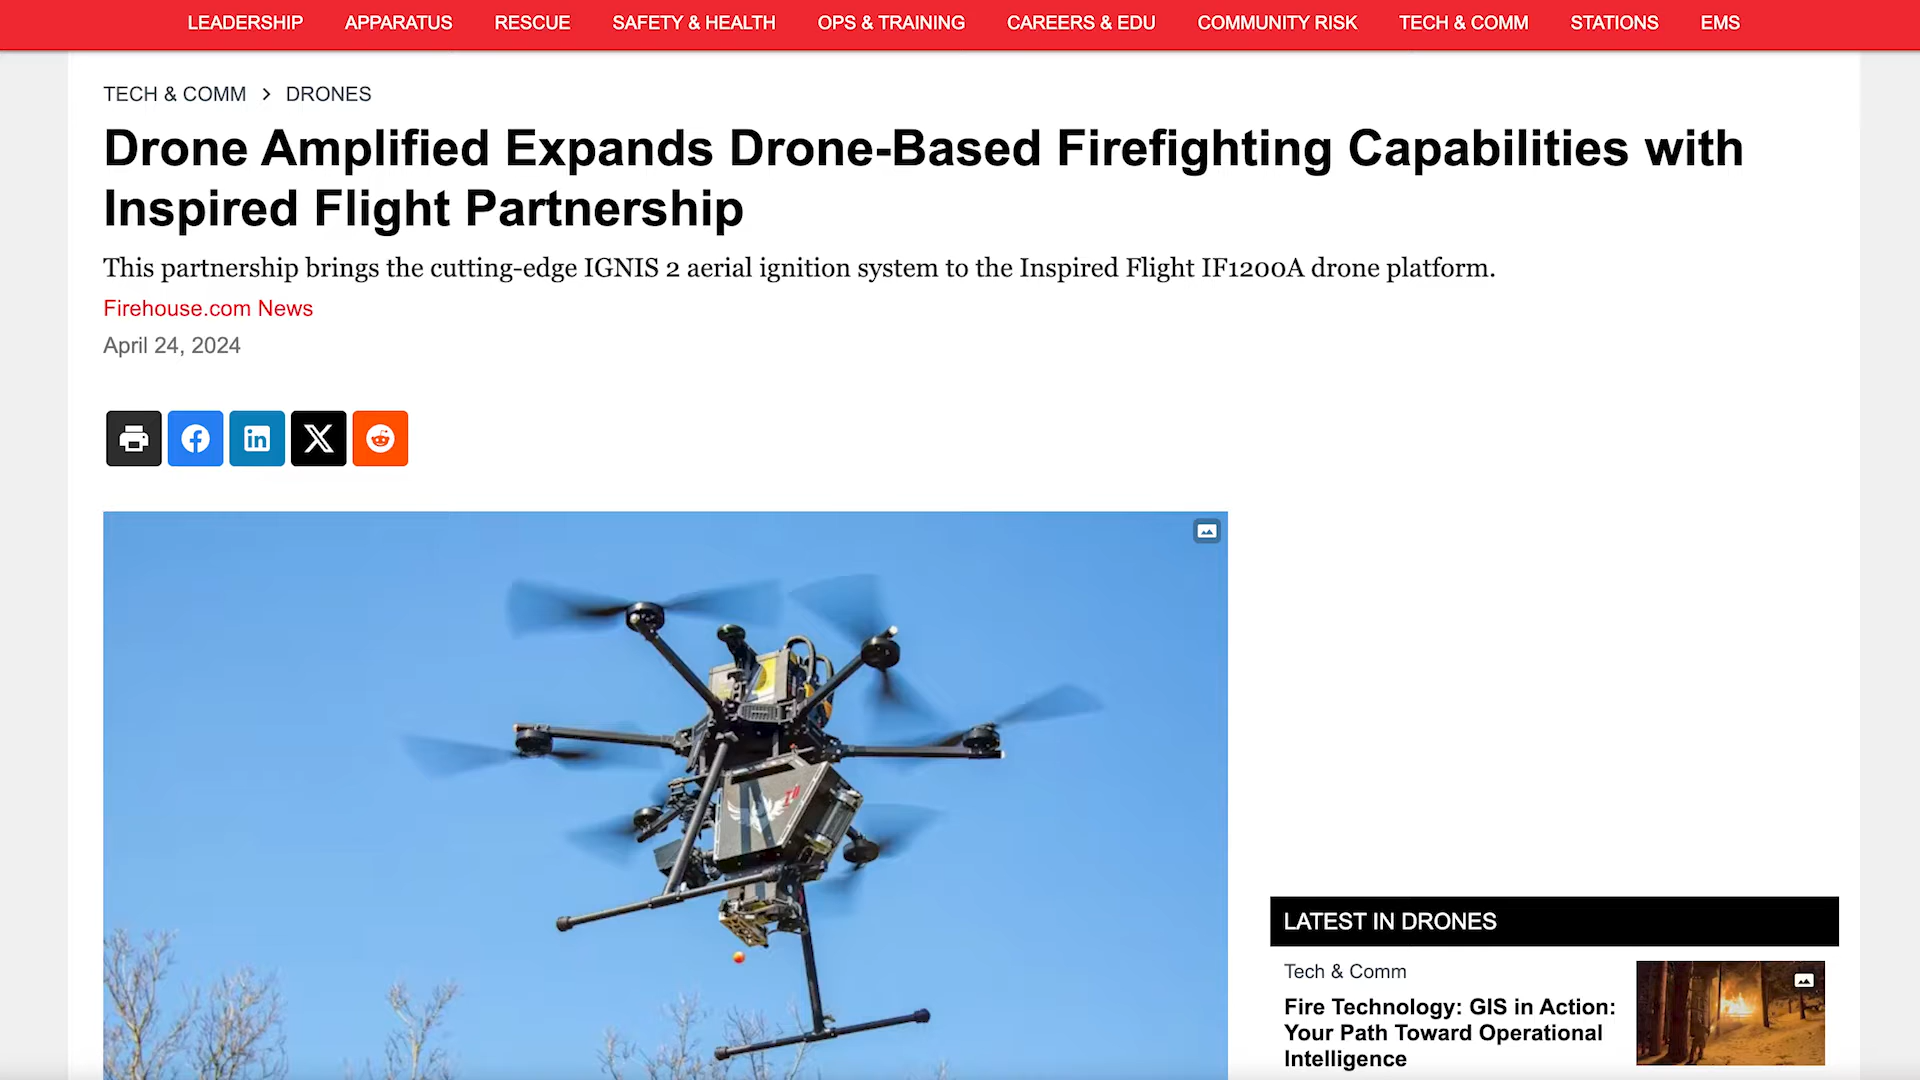 LEADERSHIP APPARATUS RESCUE SAFETY & HEALTH OPS & TRAINING CAREERS & EDU COMMUNITY RISK TECH & COMM STATIONS EMS
TECH & COMM > DRONES
Drone Amplified Expands Drone-Based Firefighting Capabilities with
Inspired Flight Partnership
This partnership brings the cutting-edge IGNIS 2 aerial ignition system to the Inspired Flight IF1200A drone platform.
Firehouse.com News
April 24, 2024
LATEST IN DRONES
Tech & Comm
Fire Technology: GIS in Action:
Your Path Toward Operational
Intelligence